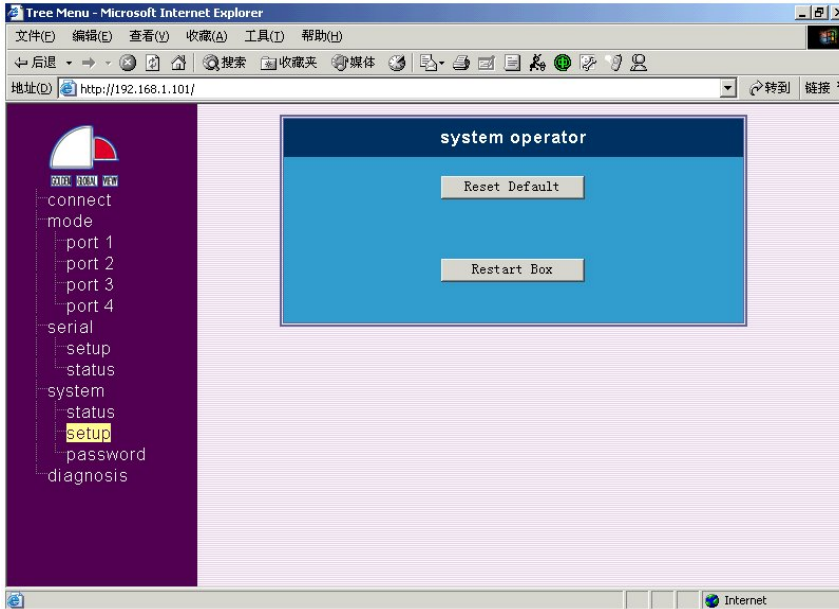 Tree Menu - Microsoft Internet Explorer
文件(F) 编辑(E) 查看(V) 收藏(A) 工具(T) 帮助(H)
后退 搜索 收藏夹 媒体
地址(D) http://192.168.1.101/ 转到 链接
GOLDEN GLOBAL VIEW
connect
mode
port 1
port 2
port 3
port 4
serial
setup
status
system
status
setup
password
diagnosis
system operator
Reset Default
Restart Box
Internet